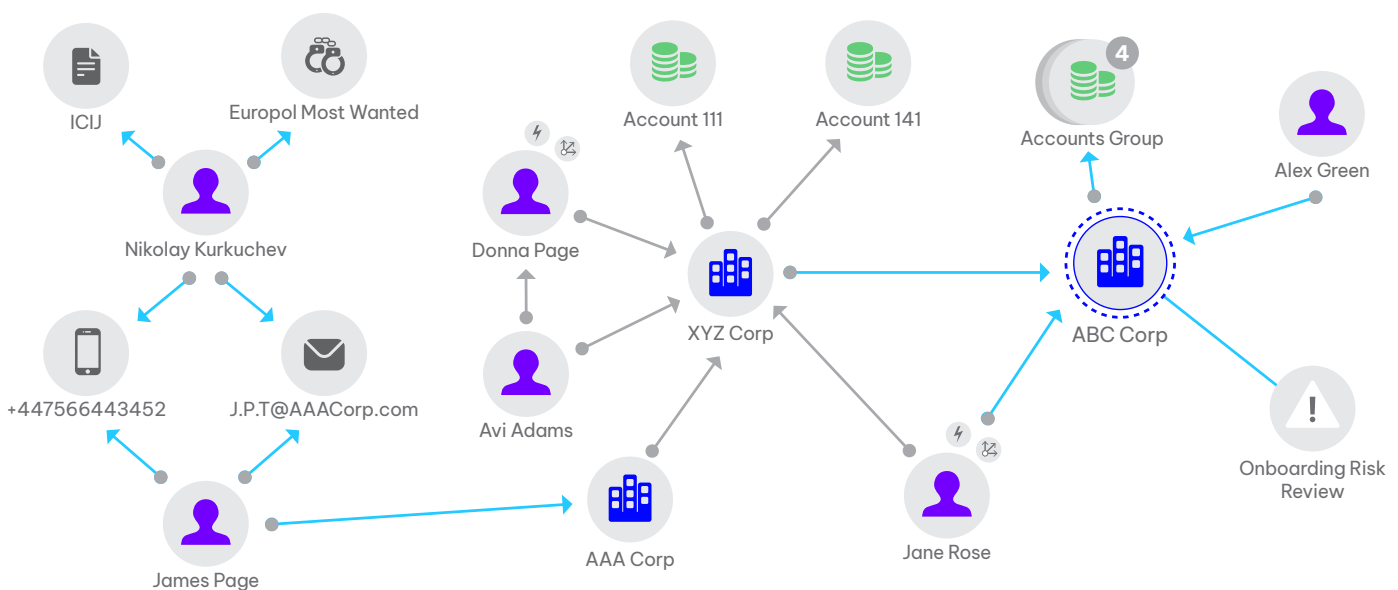 ICIJ
Europol Most Wanted
Account 111
Account 141
4
Accounts Group
Alex Green
Nikolay Kurkuchev
Donna Page
XYZ Corp
ABC Corp
+447566443452
J.P.T@AAACorp.com
Avi Adams
Onboarding Risk
Review
AAA Corp
Jane Rose
James Page